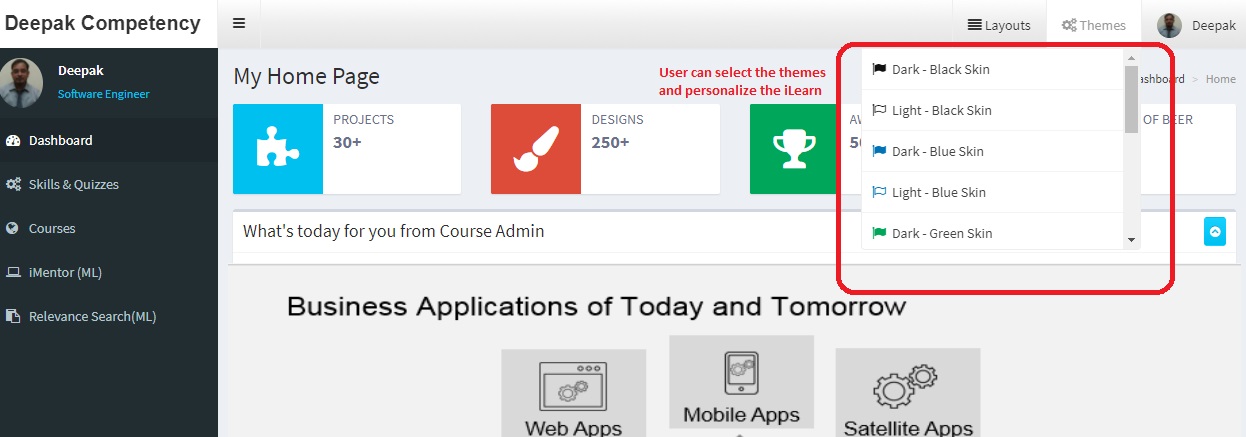 Deepak Competency
Layouts
Themes
Deepak
Deepak
Software Engineer
Dashboard
Skills & Quizzes
Courses
iMentor (ML)
Relevance Search(ML)
My Home Page
User can select the themes
and personalize the iLearn
> Home
PROJECTS
30+
DESIGNS
250+
OF BEER
Dark - Black Skin
Light - Black Skin
Dark - Blue Skin
Light - Blue Skin
Dark - Green Skin
What's today for you from Course Admin
Business Applications of Today and Tomorrow
Web Apps
Mobile Apps
Satellite Apps